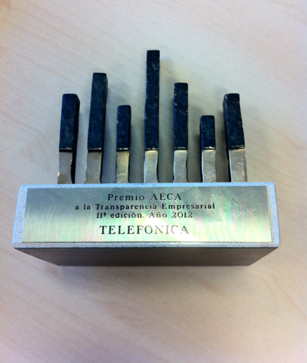 Premio AECA
a la Transparencia Empresarial
11ª edición. Año 2012
TELEFONICA